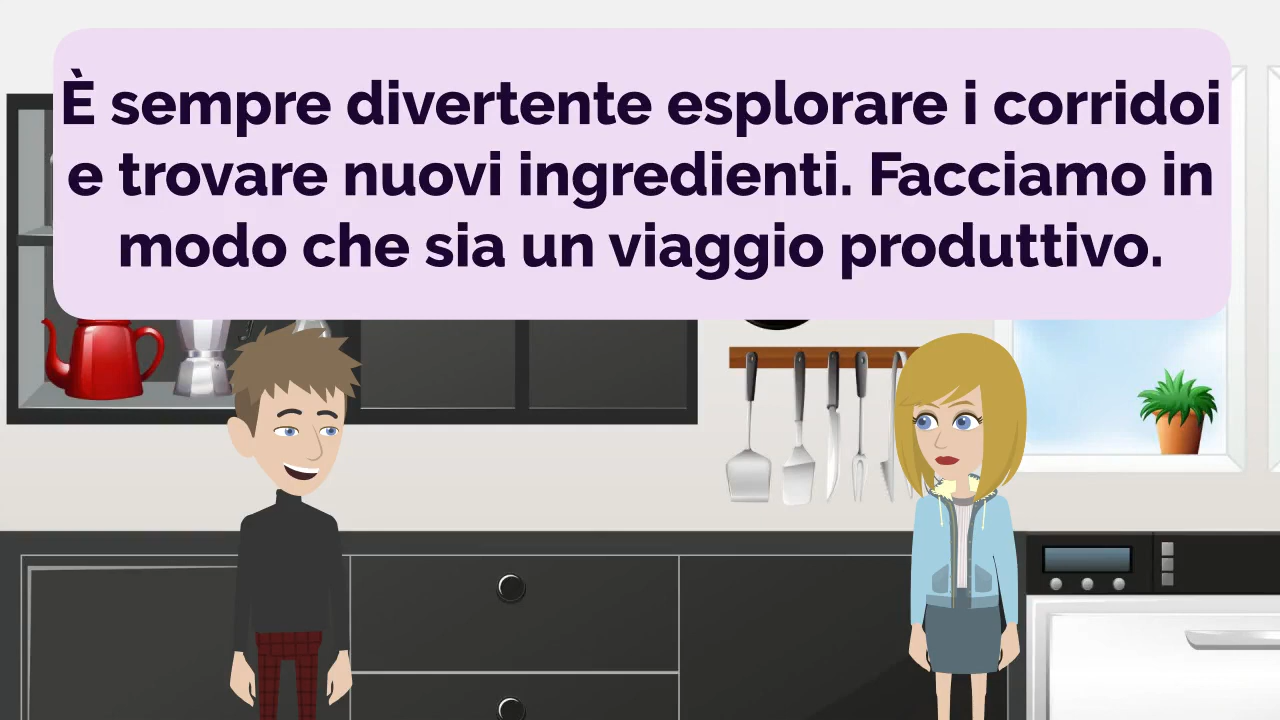 È sempre divertente esplorare i corridoi
e trovare nuovi ingredienti. Facciamo in
modo che sia un viaggio produttivo.